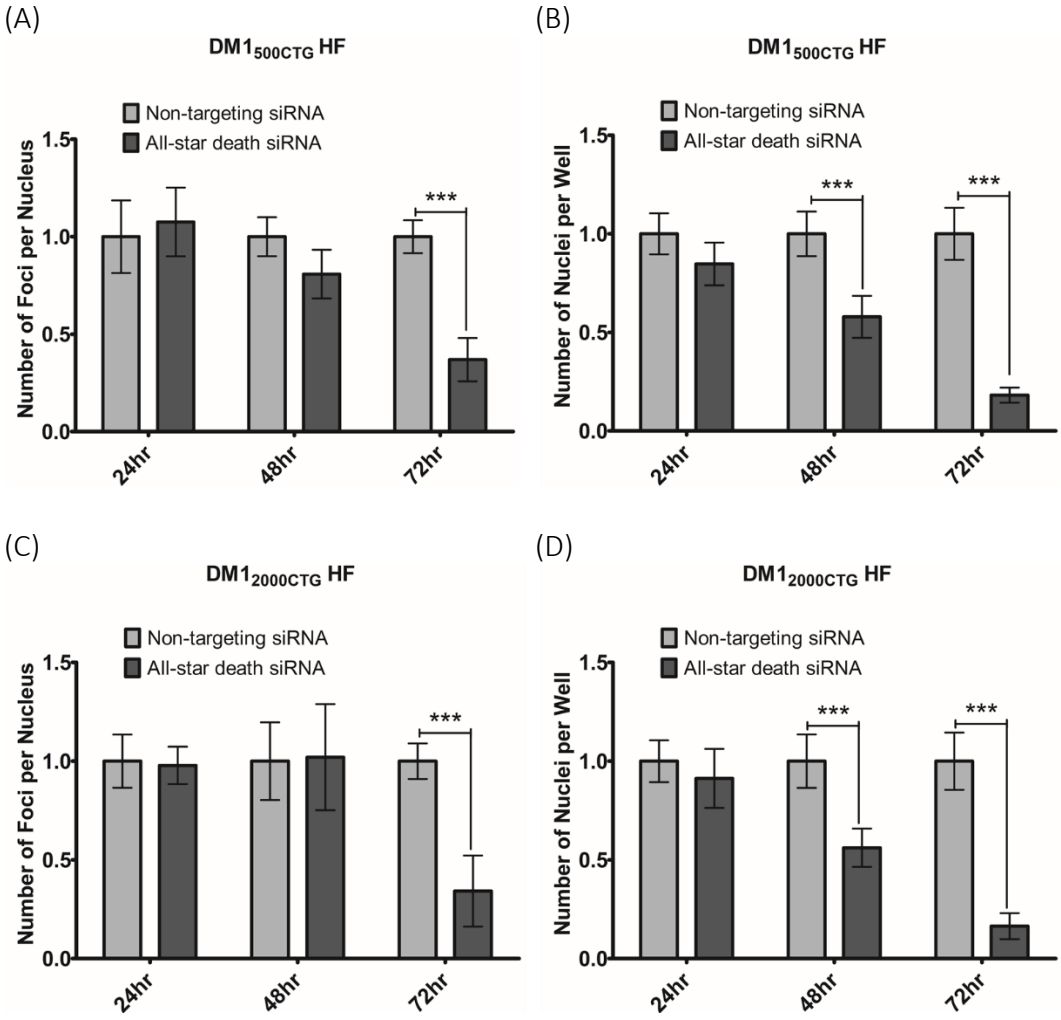 (A)
DM1500CTG HF
Non-targeting siRNA
All-star death siRNA
Number of Foci per Nucleus
1.5
1.0
0.5
0.0
***
24hr
48hr
72hr
(B)
DM1500CTG HF
Non-targeting siRNA
All-star death siRNA
Number of Nuclei per Well
1.5
1.0
0.5
0.0
***
***
24hr
48hr
72hr
(C)
DM12000CTG HF
Non-targeting siRNA
All-star death siRNA
Number of Foci per Nucleus
1.5
1.0
0.5
0.0
***
24hr
48hr
72hr
(D)
DM12000CTG HF
Non-targeting siRNA
All-star death siRNA
Number of Nuclei per Well
1.5
1.0
0.5
0.0
***
***
24hr
48hr
72hr